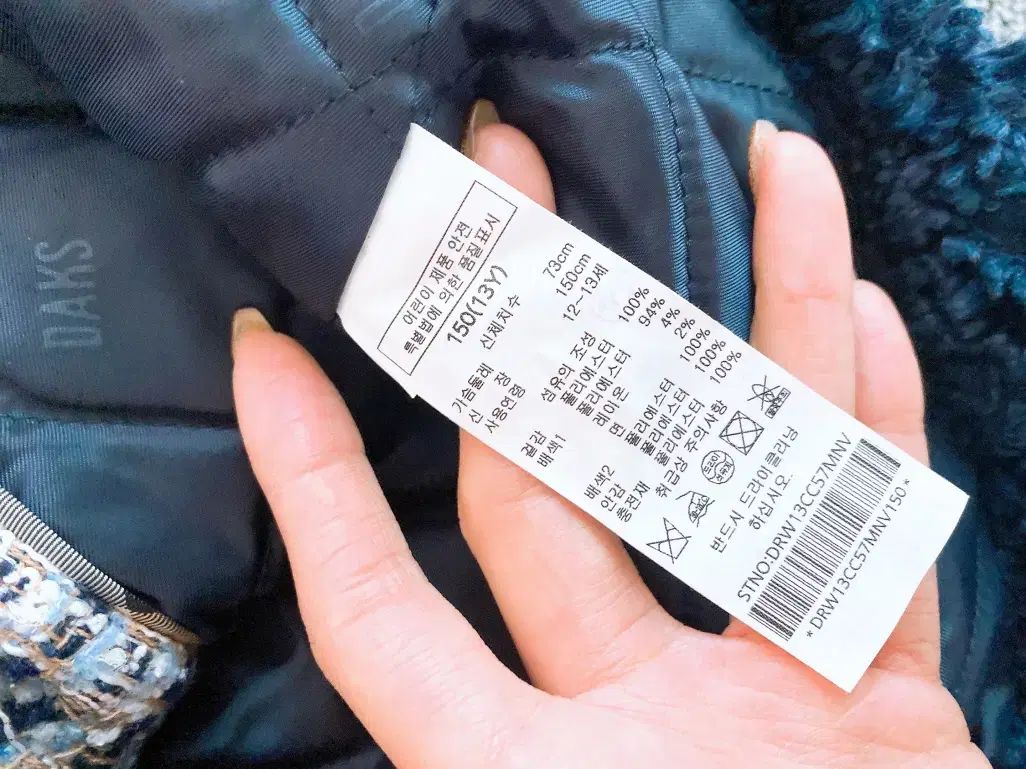 DAKS
어린이 제품 안전
특별법에 의한 품질표시
150(13Y)
신체치수
가슴둘레 73cm
신 장 150cm
사용연령 12~13세
섬유의 조성
겉감 폴리에스터 100%
배색1 폴리에스터 94%
레이온 4%
면 2%
배색2 폴리에스터 100%
안감 폴리에스터 100%
충전재 폴리에스터 100%
취급상 주의사항
드라이
반드시 드라이클리닝
하십시요.
STNO:DRW13CC57MNV
*DRW13CC57MNV150*